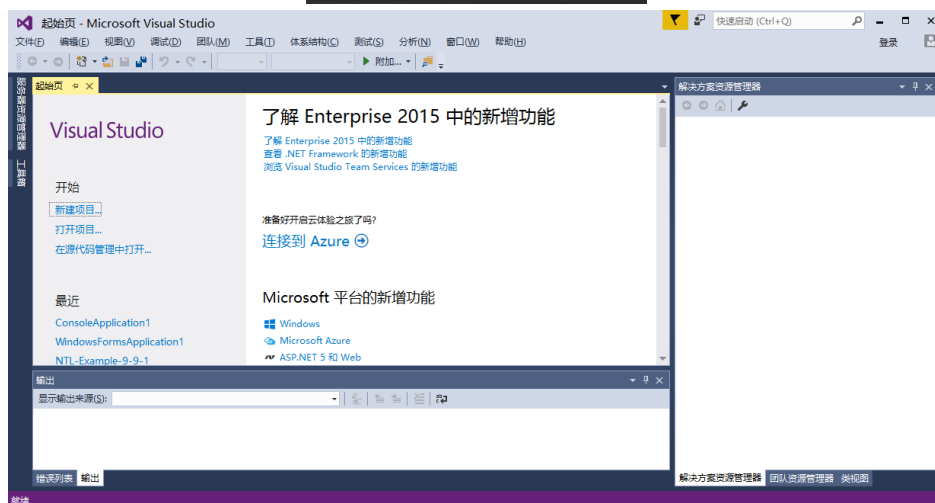 起始页 - Microsoft Visual Studio
快速启动 (Ctrl+Q)
文件(F) 编辑(E) 视图(V) 调试(D) 团队(M) 工具(T) 体系结构(C) 测试(S) 分析(N) 窗口(W) 帮助(H)
登录
附加...
服务器资源管理器
工具箱
起始页
Visual Studio
开始
新建项目...
打开项目...
在源代码管理中打开...
最近
ConsoleApplication1
WindowsFormsApplication1
NTL-Example-9-9-1
了解 Enterprise 2015 中的新增功能
了解 Enterprise 2015 中的新增功能
查看 .NET Framework 的新增功能
浏览 Visual Studio Team Services 的新增功能
准备好开启云体验之旅了吗?
连接到 Azure
Microsoft 平台的新增功能
Windows
Microsoft Azure
ASP.NET 5 和 Web
解决方案资源管理器
输出
显示输出来源(S):
错误列表 输出
解决方案资源管理器 团队资源管理器 类视图
就绪